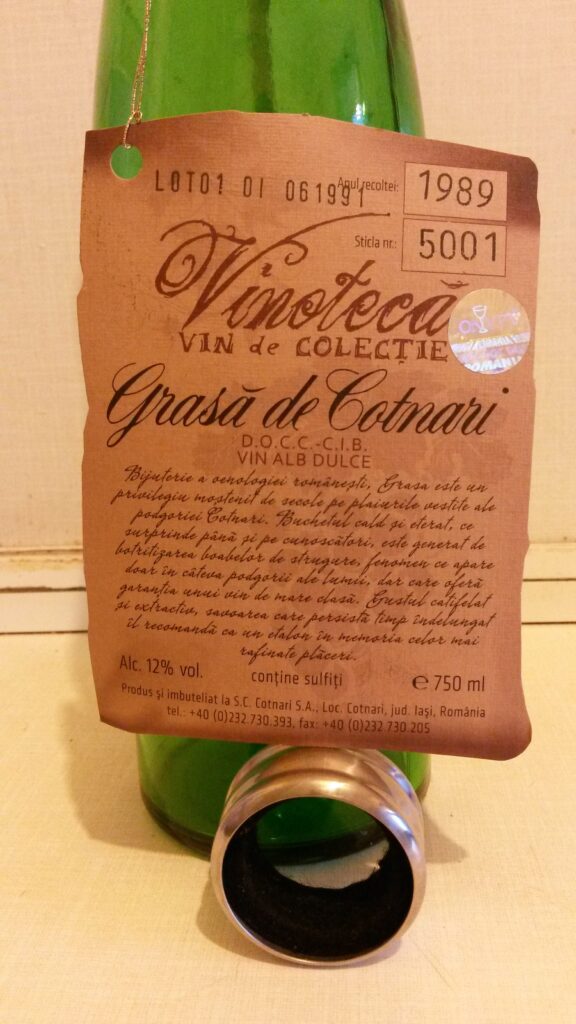 LOT01 01 061991
Anul recoltei: 1989
Sticla nr.: 5001
Vinotecă
VIN de COLECȚIE
Grasă de Cotnari
D.O.C.C.-C.I.B.
VIN ALB DULCE
Bijuterie a oenologiei românești, Grasa este un
privilegiu moștenit de secole pe plaiurile vestite ale
podgoriei Cotnari. Buchetul cald și eterat, ce
surprinde până și pe cunoscători, este generat de
botritizarea boabelor de strugure, fenomen ce apare
doar în câteva podgorii ale lumii, dar care oferă
garanția unui vin de mare clasă. Gustul catifelat
și extractiv, savoarea care persistă timp îndelungat
îl recomandă ca un etalon în memoria celor mai
rafinate plăceri.
Alc. 12% vol. conține sulfiți ℮ 750 ml
Produs și imbuteliat la S.C. Cotnari S.A., Loc. Cotnari, jud. Iași, România
tel.: +40 (0)232.730.393, fax: +40 (0)232 730.205